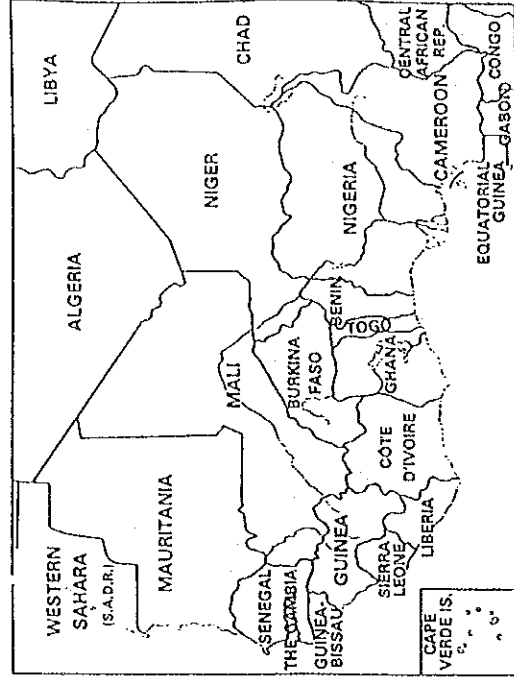 WESTERN
SAHARA
(S.A.D.R.)
ALGERIA
LIBYA
MAURITANIA
MALI
NIGER
CHAD
SENEGAL
THE GAMBIA
GUINEA-
BISSAU
GUINEA
SIERRA
LEONE
LIBERIA
CÔTE
D'IVOIRE
BURKINA
FASO
GHANA
TOGO
BENIN
NIGERIA
CAMEROON
CENTRAL
AFRICAN
REP.
EQUATORIAL
GUINEA
GABON
CONGO
CAPE
VERDE IS.